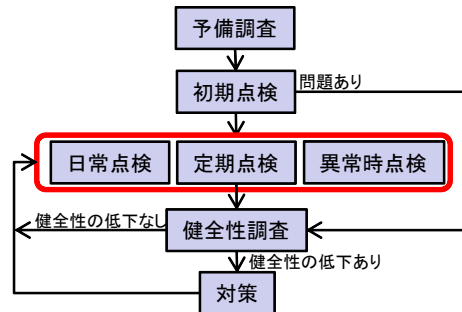 予備調査
初期点検
問題あり
日常点検
定期点検
異常時点検
健全性の低下なし
健全性調査
健全性の低下あり
対策